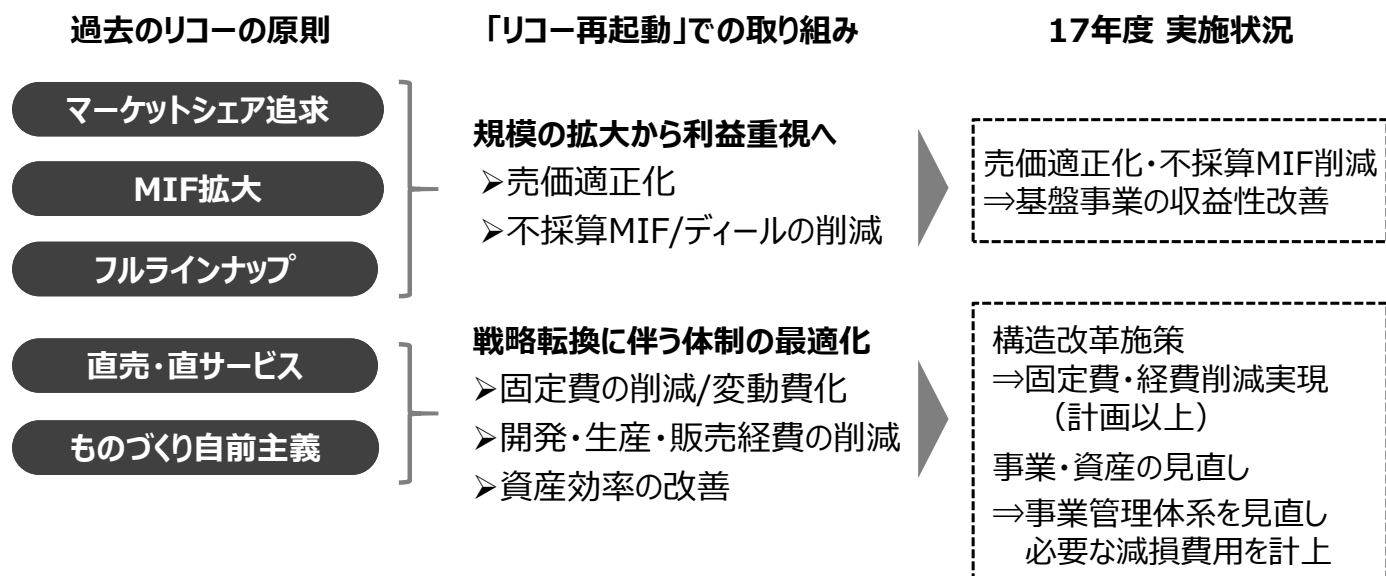 過去のリコーの原則
「リコー再起動」での取り組み
17年度 実施状況
マーケットシェア追求
MIF拡大
フルラインナップ
規模の拡大から利益重視へ
➢売価適正化
➢不採算MIF/ディールの削減
売価適正化・不採算MIF削減
⇒基盤事業の収益性改善
直売・直サービス
ものづくり自前主義
戦略転換に伴う体制の最適化
➢固定費の削減/変動費化
➢開発・生産・販売経費の削減
➢資産効率の改善
構造改革施策
⇒固定費・経費削減実現
（計画以上）
事業・資産の見直し
⇒事業管理体系を見直し
必要な減損費用を計上